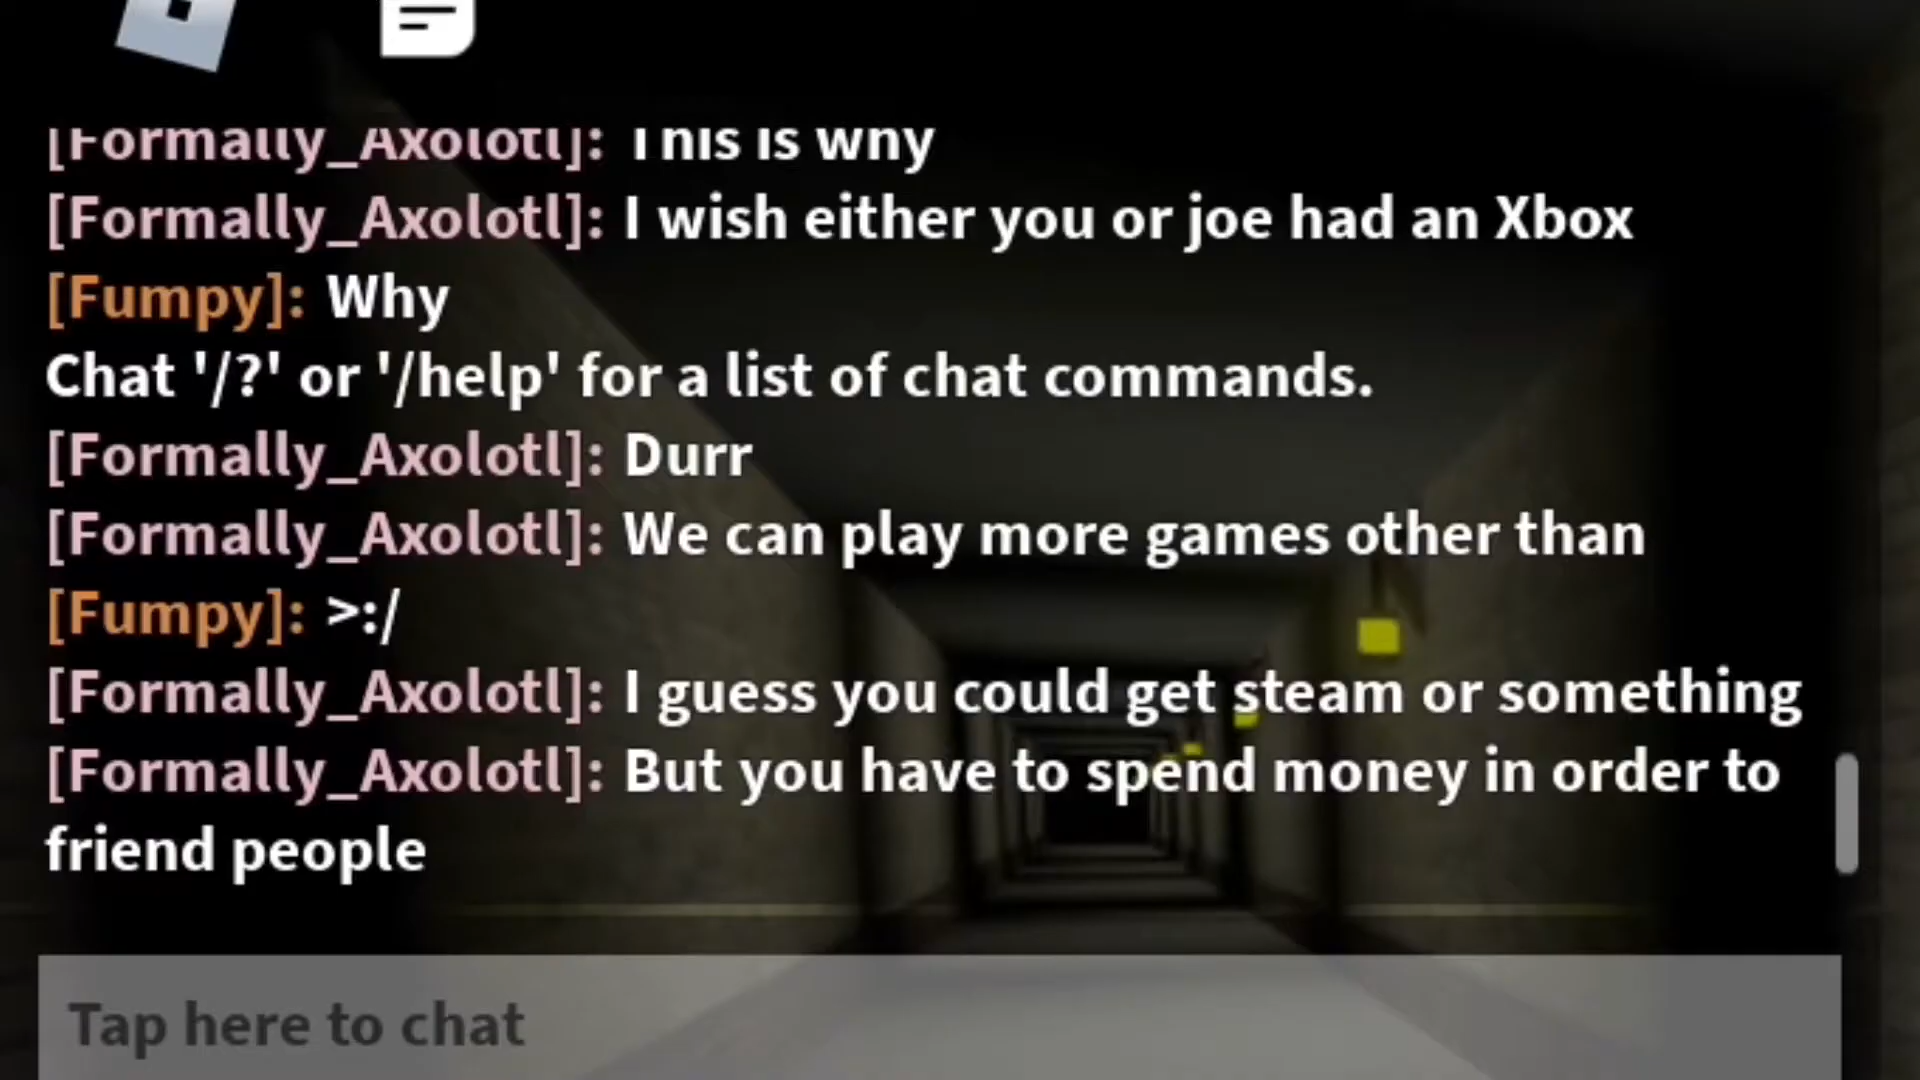 [Formally_Axolotl]: This is why
[Formally_Axolotl]: I wish either you or joe had an Xbox
[Fumpy]: Why
Chat '/?' or '/help' for a list of chat commands.
[Formally_Axolotl]: Durr
[Formally_Axolotl]: We can play more games other than
[Fumpy]: >:/
[Formally_Axolotl]: I guess you could get steam or something
[Formally_Axolotl]: But you have to spend money in order to
friend people
Tap here to chat